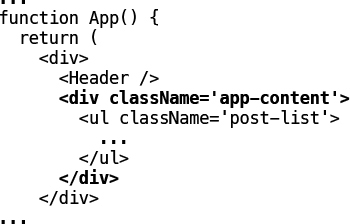 ...
function App() {
  return (
    <div>
      <Header />
      <div className='app-content'>
        <ul className='post-list'>
          ...
        </ul>
      </div>
    </div>
...